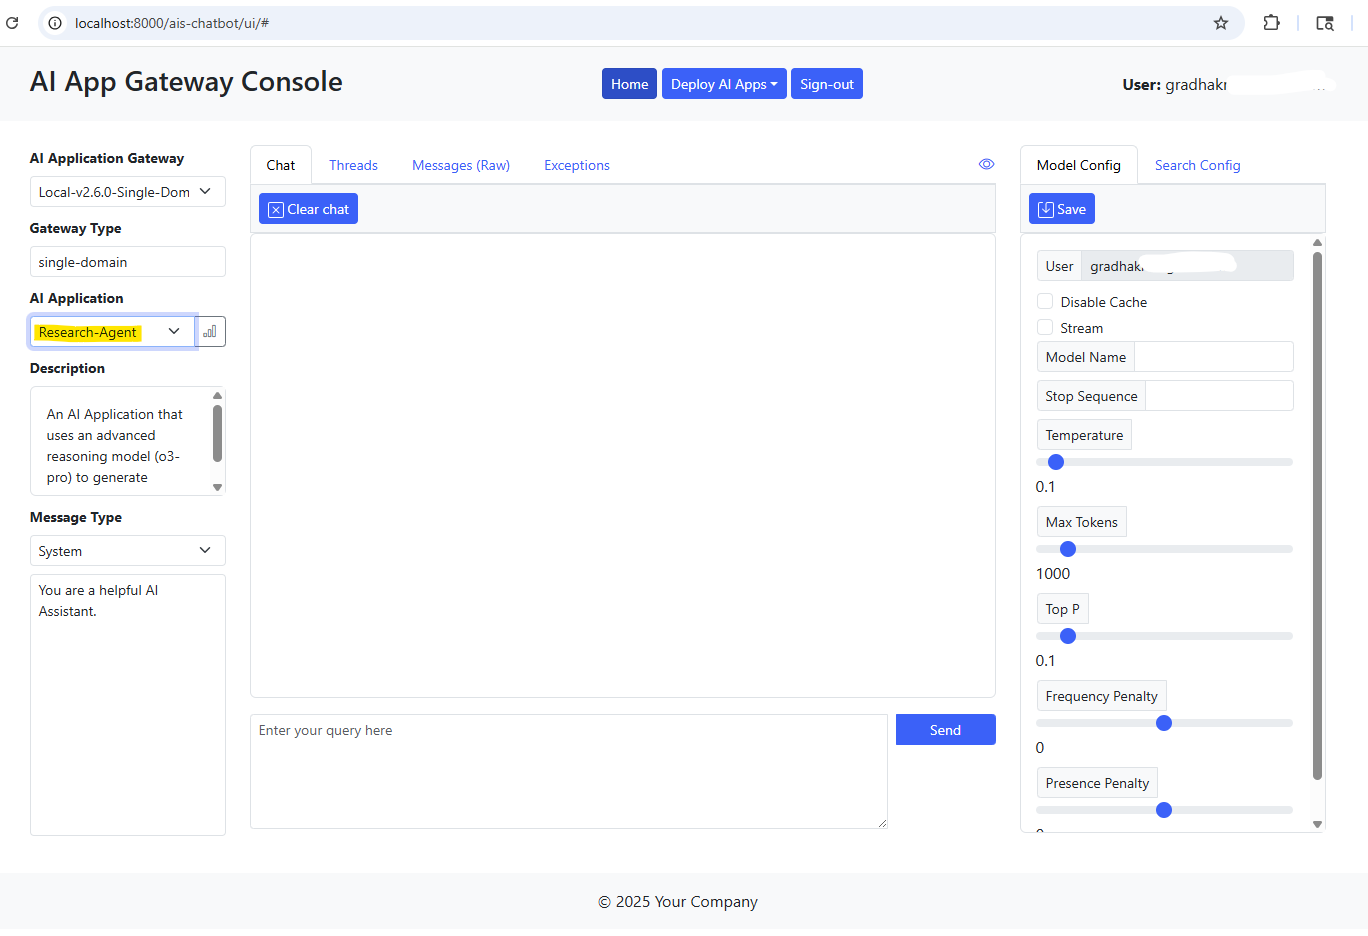 localhost:8000/ais-chatbot/ui/#
AI App Gateway Console
Home
Deploy AI Apps
Sign-out
User: gradhakr
AI Application Gateway
Local-v2.6.0-Single-Dom
Gateway Type
single-domain
AI Application
Research-Agent
Description
An AI Application that
uses an advanced
reasoning model (o3-
pro) to generate
Message Type
System
You are a helpful AI
Assistant.
Chat
Threads
Messages (Raw)
Exceptions
Clear chat
Enter your query here
Send
Model Config
Search Config
Save
User
Disable Cache
Stream
Model Name
Stop Sequence
Temperature
0.1
Max Tokens
1000
Top P
0.1
Frequency Penalty
0
Presence Penalty
© 2025 Your Company